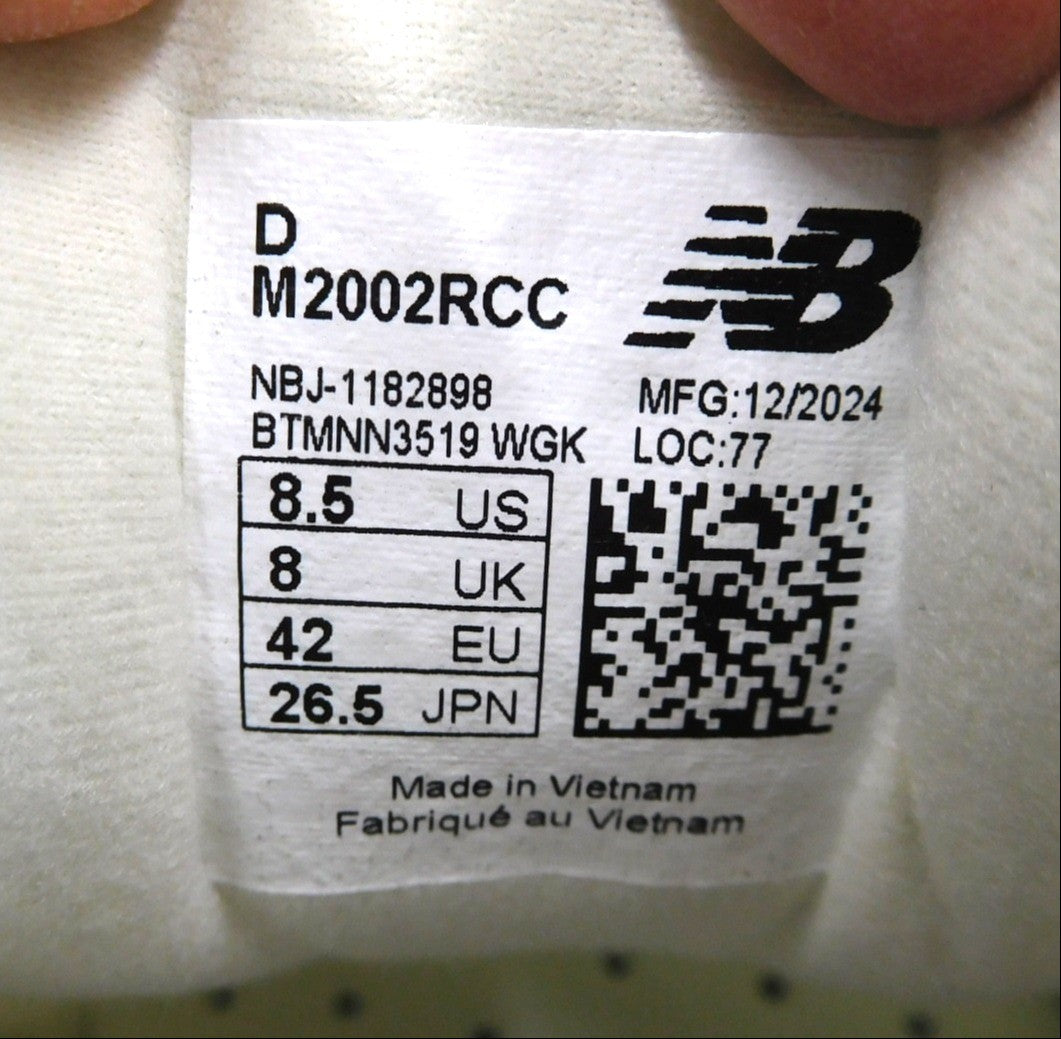 D
M2002RCC
NB
NBJ-1182898
BTMNN3519 WGK
MFG:12/2024
LOC:77
8.5 US
8 UK
42 EU
26.5 JPN
Made in Vietnam
Fabriqué au Vietnam